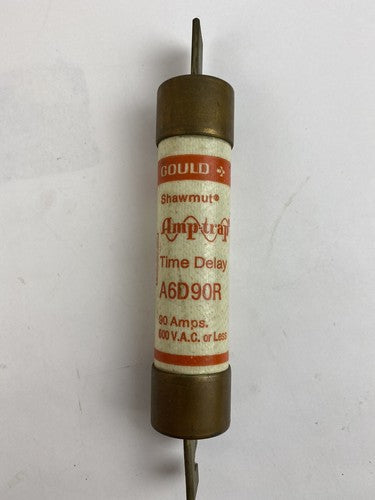 GOULD
Shawmut®
Amp-trap®
Time Delay
A6D90R
90 Amps.
600 V.A.C. or Less